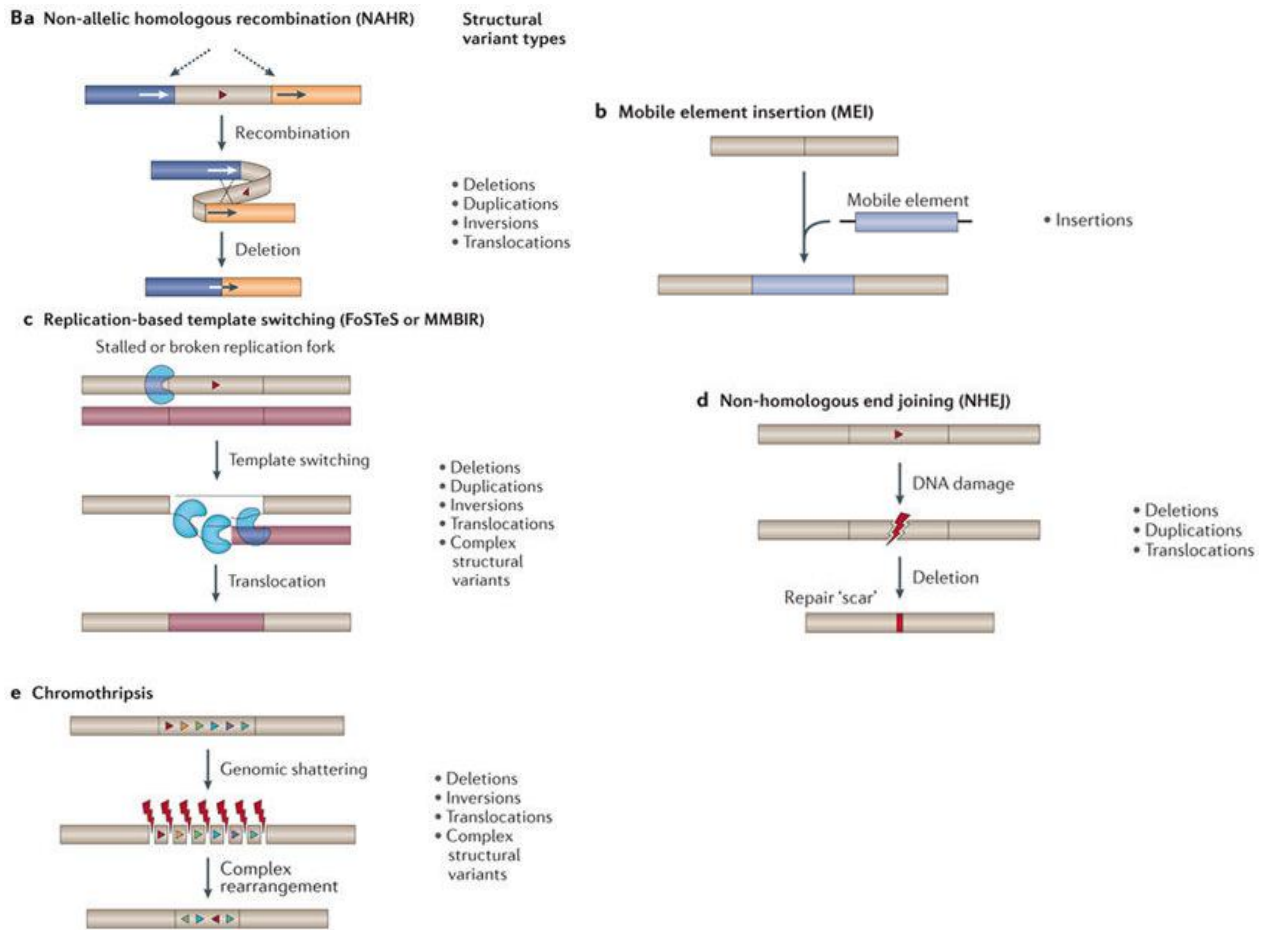 Ba Non-allelic homologous recombination (NAHR)
Structural
variant types
Recombination
Deletion
• Deletions
• Duplications
• Inversions
• Translocations
b Mobile element insertion (MEI)
Mobile element
• Insertions
c Replication-based template switching (FoSTeS or MMBIR)
Stalled or broken replication fork
Template switching
Translocation
• Deletions
• Duplications
• Inversions
• Translocations
• Complex
structural
variants
d Non-homologous end joining (NHEJ)
DNA damage
Deletion
Repair ‘scar’
• Deletions
• Duplications
• Translocations
e Chromothripsis
Genomic shattering
Complex
rearrangement
• Deletions
• Inversions
• Translocations
• Complex
structural
variants